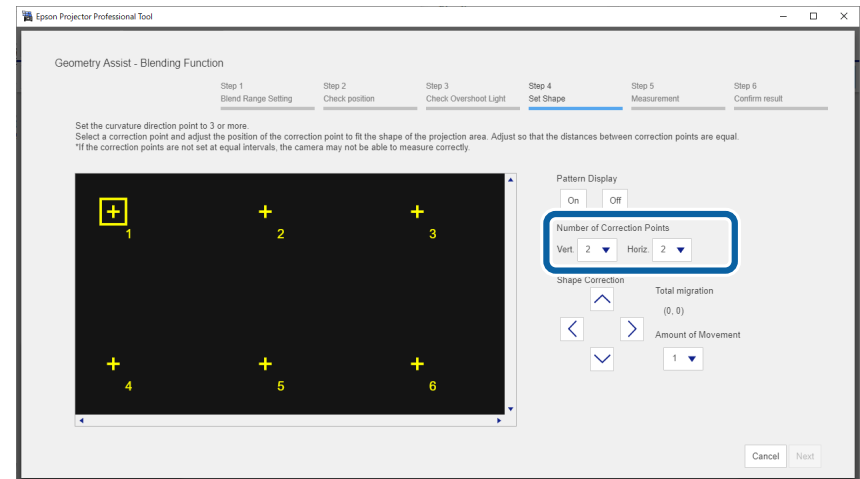 Epson Projector Professional Tool
Geometry Assist - Blending Function
Step 1 Step 2 Step 3 Step 4 Step 5 Step 6
Blend Range Setting Check position Check Overshoot Light Set Shape Measurement Confirm result
Set the curvature direction point to 3 or more.
Select a correction point and adjust the position of the correction point to fit the shape of the projection area. Adjust so that the distances between correction points are equal.
*If the correction points are not set at equal intervals, the camera may not be able to measure correctly.
Pattern Display
On Off
Number of Correction Points
Vert. 2 Horiz. 2
Shape Correction
Total migration
(0, 0)
Amount of Movement
1
1 2 3
4 5 6
Cancel Next